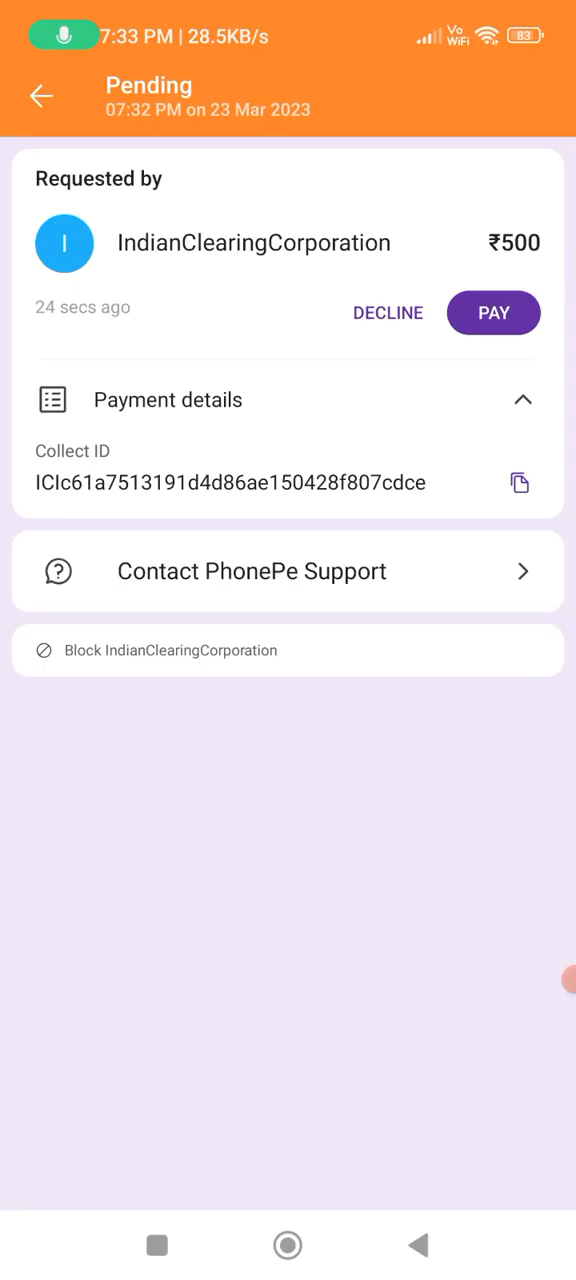 7:33 PM | 28.5KB/s Vo WiFi 83
Pending
07:32 PM on 23 Mar 2023
Requested by
I IndianClearingCorporation ₹500
24 secs ago DECLINE PAY
Payment details
Collect ID
ICIc61a7513191d4d86ae150428f807cdce
Contact PhonePe Support
Block IndianClearingCorporation